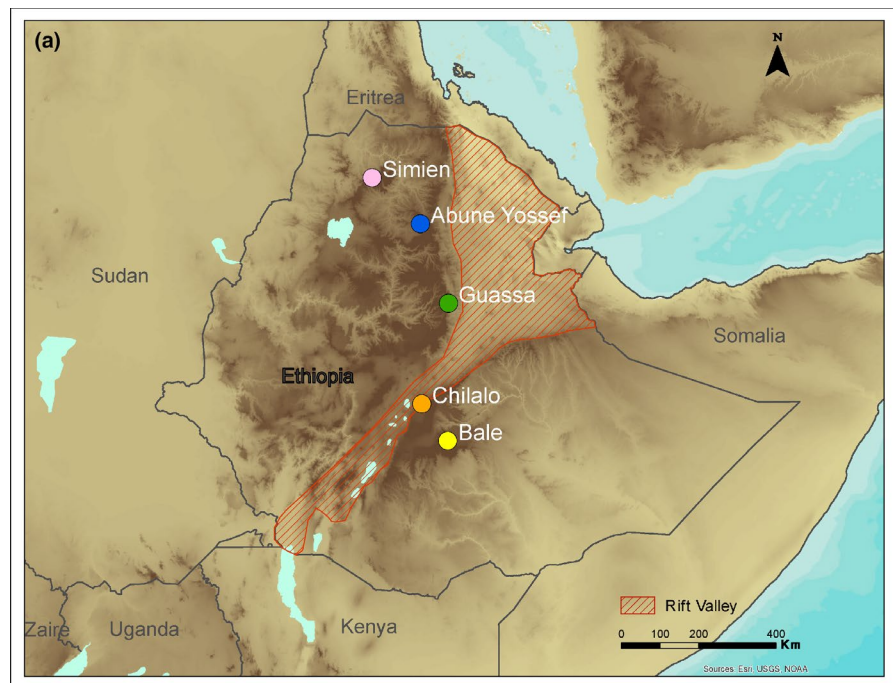 (a)
N
Eritrea
Simien
Abune Yossef
Sudan
Guassa
Somalia
Ethiopia
Chilalo
Bale
Rift Valley
Zaire
Uganda
Kenya
0 100 200 400
Km
Sources: Esri, USGS, NOAA